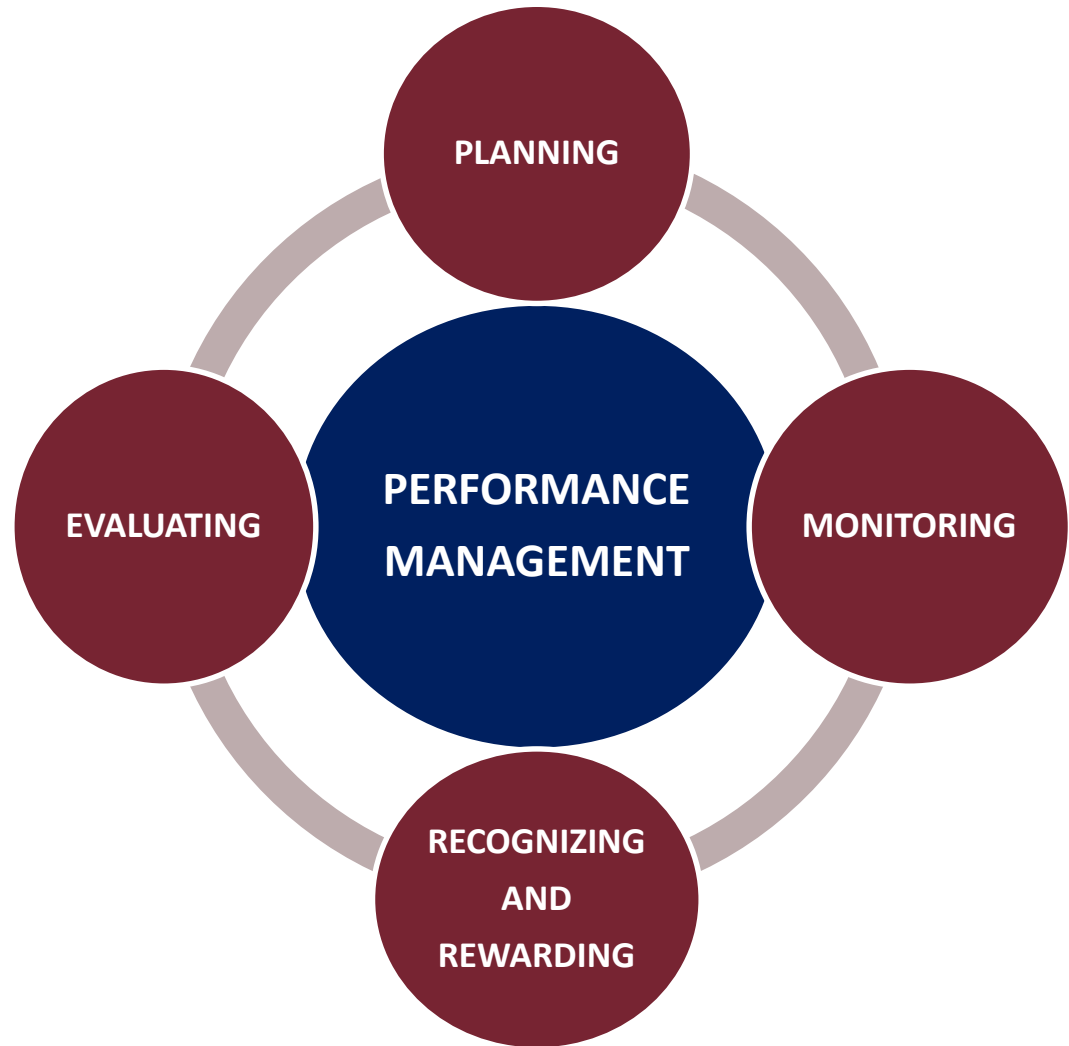 PLANNING
PERFORMANCE
MANAGEMENT
EVALUATING
MONITORING
RECOGNIZING
AND
REWARDING